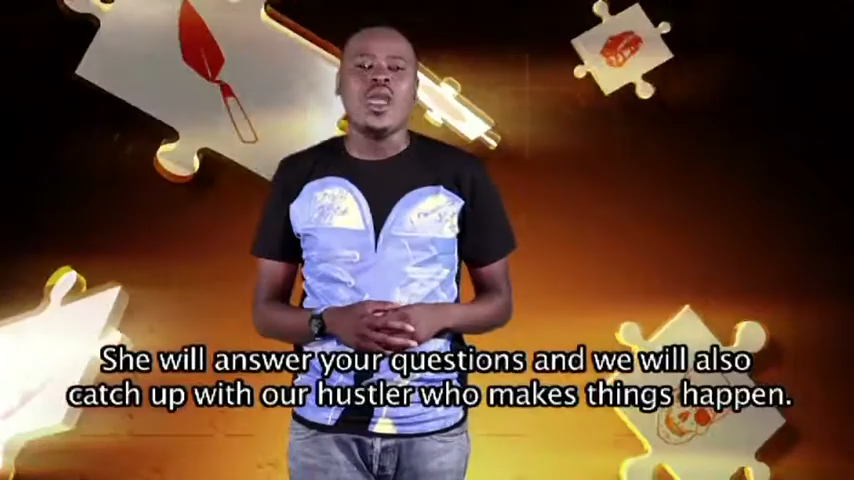 She will answer your questions and we will also
catch up with our hustler who makes things happen.